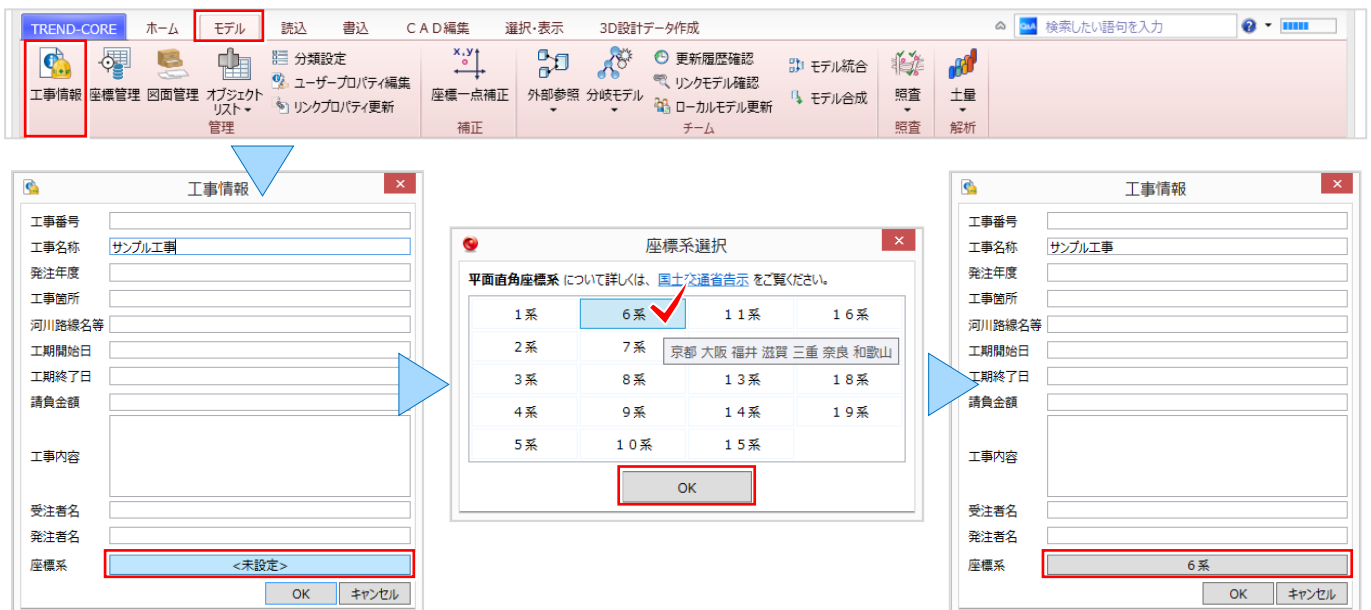 TREND-CORE ホーム モデル 読込 書込 CAD編集 選択・表示 3D設計データ作成 Q&A 検索したい語句を入力
工事情報 座標管理 図面管理 オブジェクトリスト
分類設定
ユーザープロパティ編集
リンクプロパティ更新
管理
x,y
座標一点補正
補正
外部参照 分岐モデル
更新履歴確認
リンクモデル確認
ローカルモデル更新
モデル統合
モデル合成
チーム
照査
照査
土量
解析
工事情報
工事番号
工事名称 サンプル工事
発注年度
工事箇所
河川路線名等
工期開始日
工期終了日
請負金額
工事内容
受注者名
発注者名
座標系 <未設定>
OK キャンセル
座標系選択
平面直角座標系 について詳しくは、 国土交通省告示 をご覧ください。
1系 6系 11系 16系
2系 7系
京都 大阪 福井 滋賀 三重 奈良 和歌山
3系 8系 13系 18系
4系 9系 14系 19系
5系 10系 15系
OK
工事情報
工事番号
工事名称 サンプル工事
発注年度
工事箇所
河川路線名等
工期開始日
工期終了日
請負金額
工事内容
受注者名
発注者名
座標系 6系
OK キャンセル